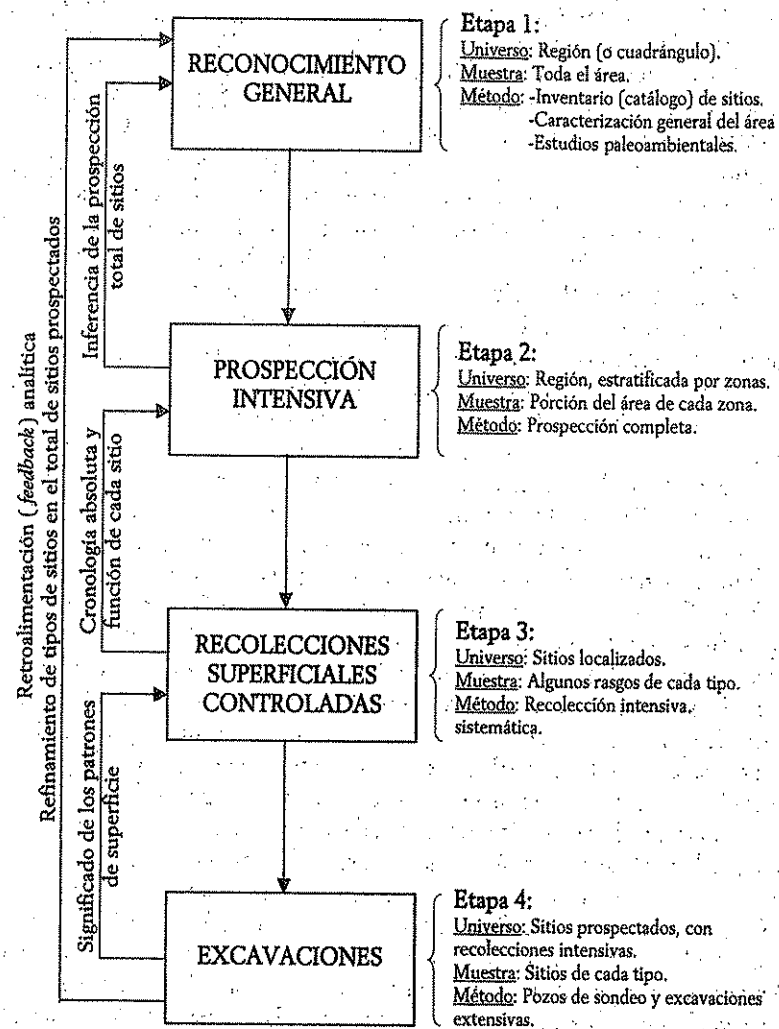 RECONOCIMIENTO
GENERAL
Etapa 1:
Universo: Región (o cuadrángulo).
Muestra: Toda el área.
Método: -Inventario (catálogo) de sitios.
-Caracterización general del área
-Estudios paleoambientales.
Inferencia de la prospección
total de sitios
PROSPECCIÓN
INTENSIVA
Etapa 2:
Universo: Región, estratificada por zonas.
Muestra: Porción del área de cada zona.
Método: Prospección completa.
Retroalimentación (feedback) analítica
Refinamiento de tipos de sitios en el total de sitios prospectados
Cronología absoluta y
función de cada sitio
RECOLECCIONES
SUPERFICIALES
CONTROLADAS
Etapa 3:
Universo: Sitios localizados.
Muestra: Algunos rasgos de cada tipo.
Método: Recolección intensiva,
sistemática.
Significado de los patrones
de superficie
EXCAVACIONES
Etapa 4:
Universo: Sitios prospectados, con
recolecciones intensivas.
Muestra: Sitios de cada tipo.
Método: Pozos de sondeo y excavaciones
extensivas.